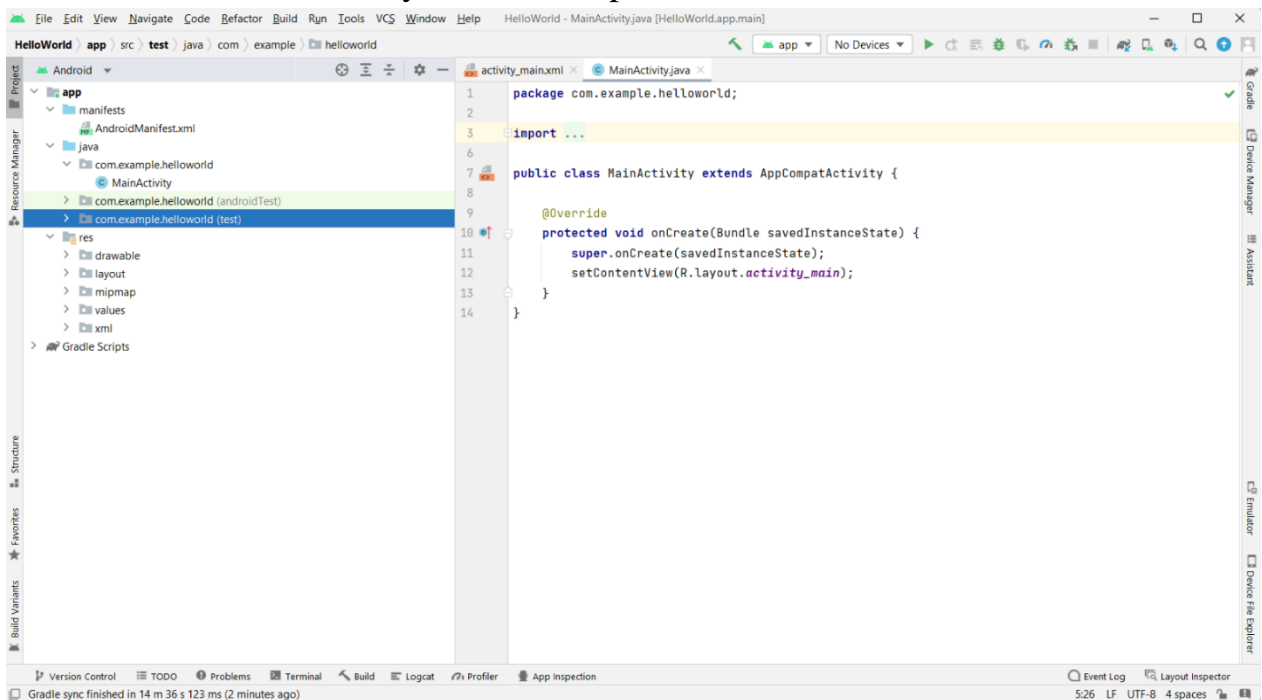 File Edit View Navigate Code Refactor Build Run Tools VCS Window Help HelloWorld - MainActivity.java [HelloWorld.app.main]
HelloWorld app src test java com example helloworld app No Devices
Android
activity_main.xml MainActivity.java
app
manifests
AndroidManifest.xml
java
com.example.helloworld
MainActivity
com.example.helloworld (androidTest)
com.example.helloworld (test)
res
drawable
layout
mipmap
values
xml
Gradle Scripts
1 package com.example.helloworld;
2
3 import ...
6
7 public class MainActivity extends AppCompatActivity {
8
9 @Override
10 protected void onCreate(Bundle savedInstanceState) {
11 super.onCreate(savedInstanceState);
12 setContentView(R.layout.activity_main);
13 }
14 }
Project
Resource Manager
Structure
Favorites
Build Variants
Gradle
Device Manager
Assistant
Emulator
Device File Explorer
Version Control TODO Problems Terminal Build Logcat Profiler App Inspection Event Log Layout Inspector
Gradle sync finished in 14 m 36 s 123 ms (2 minutes ago) 5:26 LF UTF-8 4 spaces